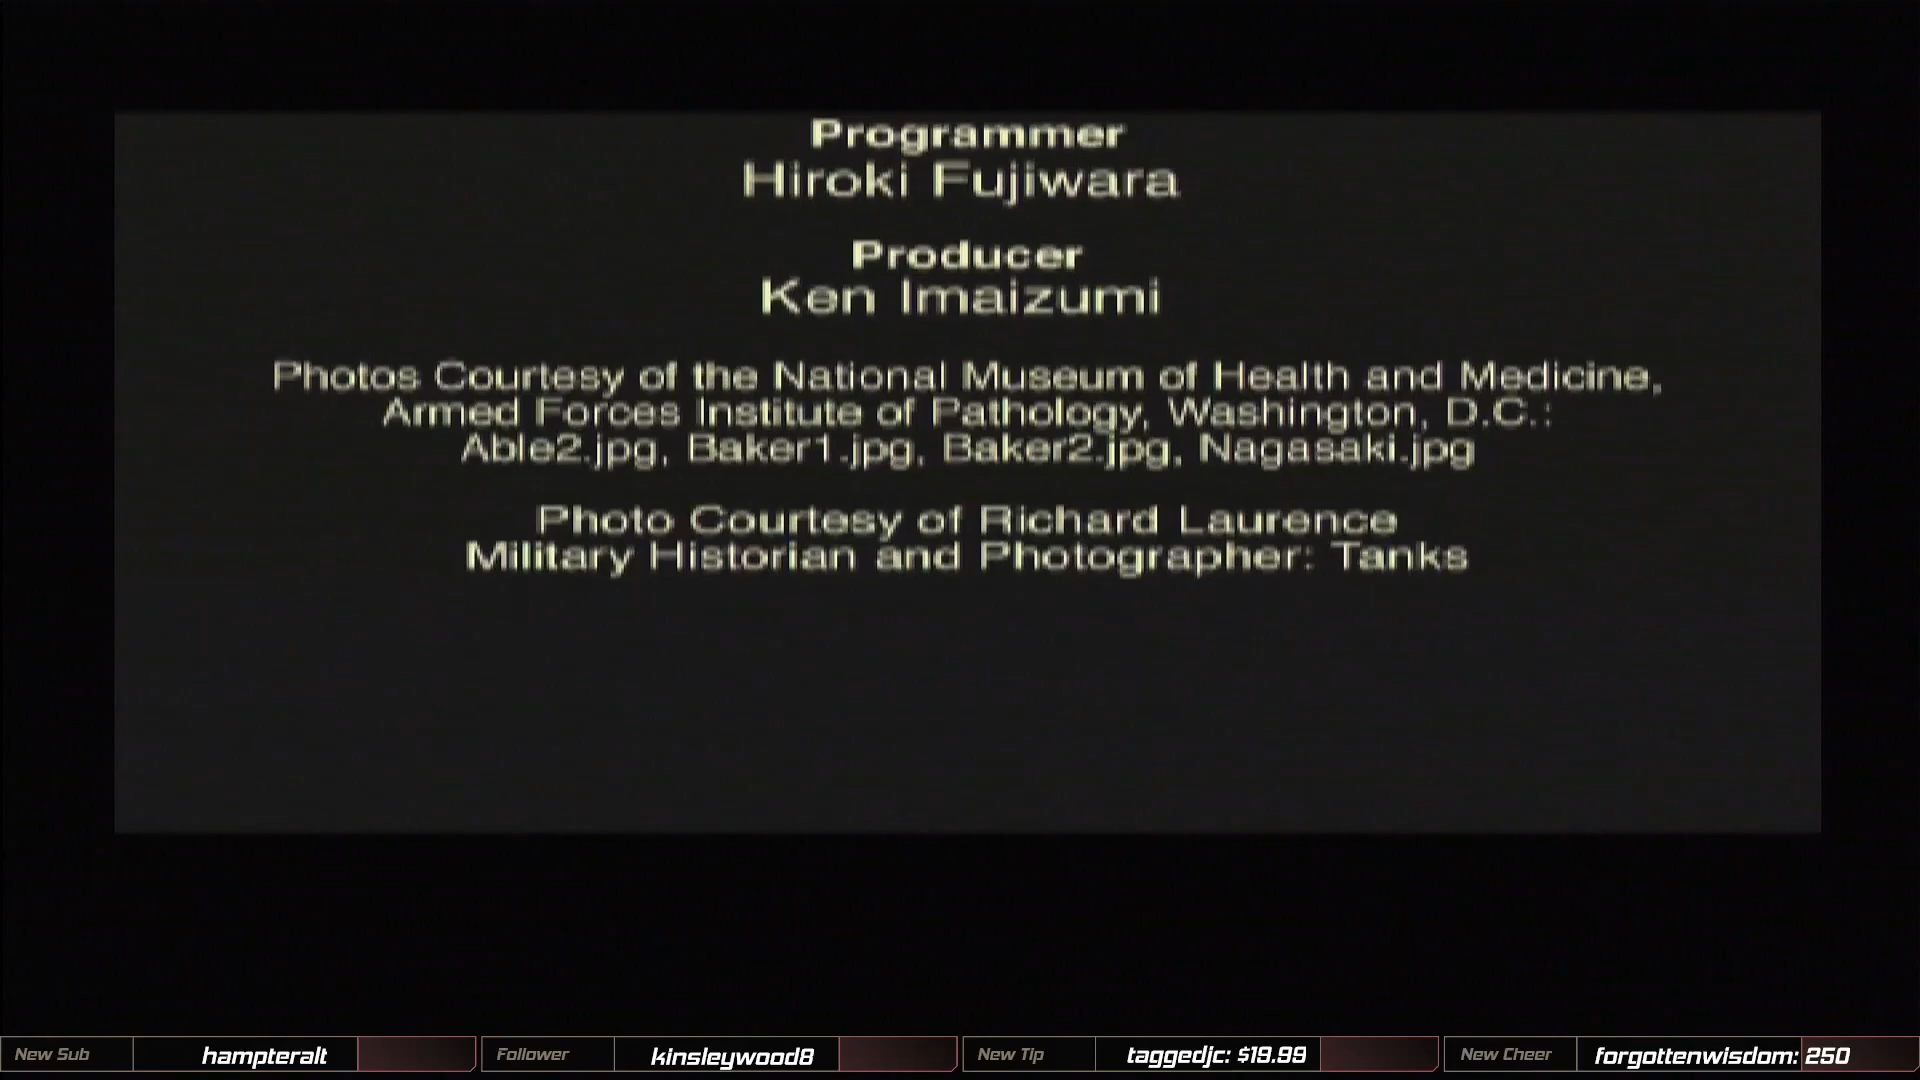 Programmer
Hiroki Fujiwara
Producer
Ken Imaizumi
Photos Courtesy of the National Museum of Health and Medicine,
Armed Forces Institute of Pathology, Washington, D.C.:
Able2.jpg, Baker1.jpg, Baker2.jpg, Nagasaki.jpg
Photo Courtesy of Richard Laurence
Military Historian and Photographer: Tanks
New Sub hampteralt Follower kinsleywood8 New Tip taggedjc: $19.99 New Cheer forgottenwisdom: 250